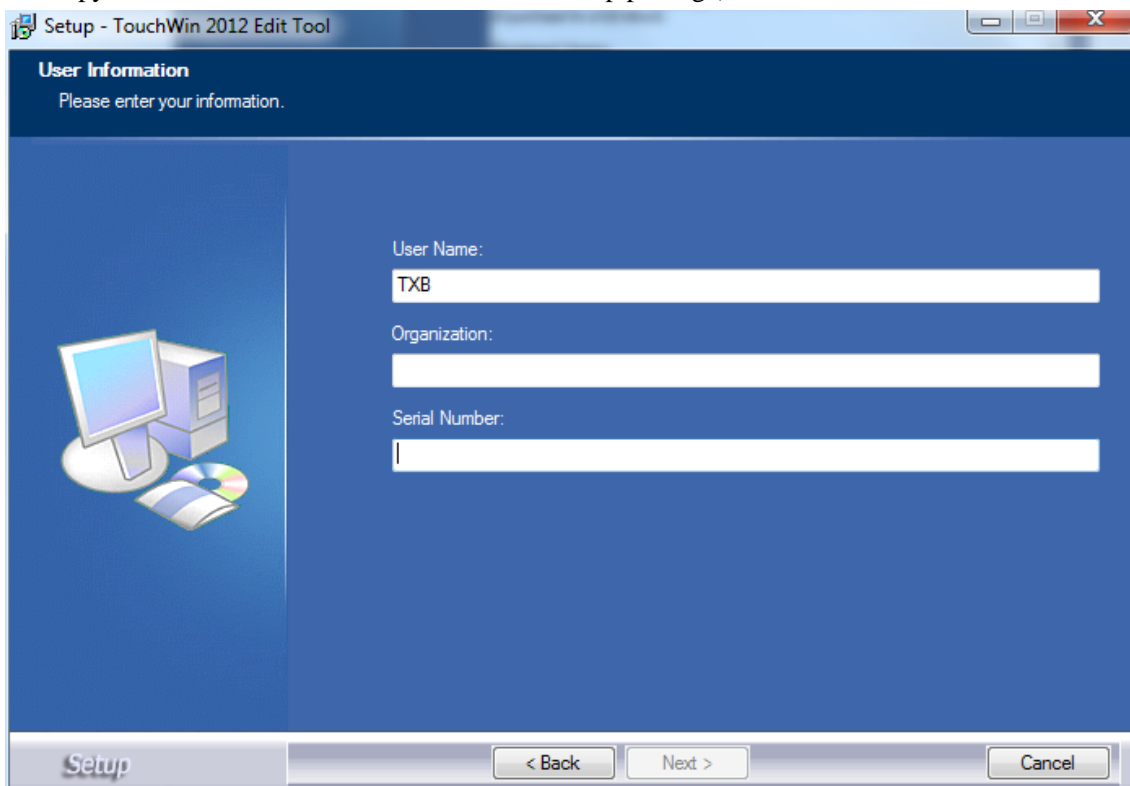 Setup - TouchWin 2012 Edit Tool
User Information
Please enter your information.
User Name:
TXB
Organization:
Serial Number:
Setup
< Back
Next >
Cancel